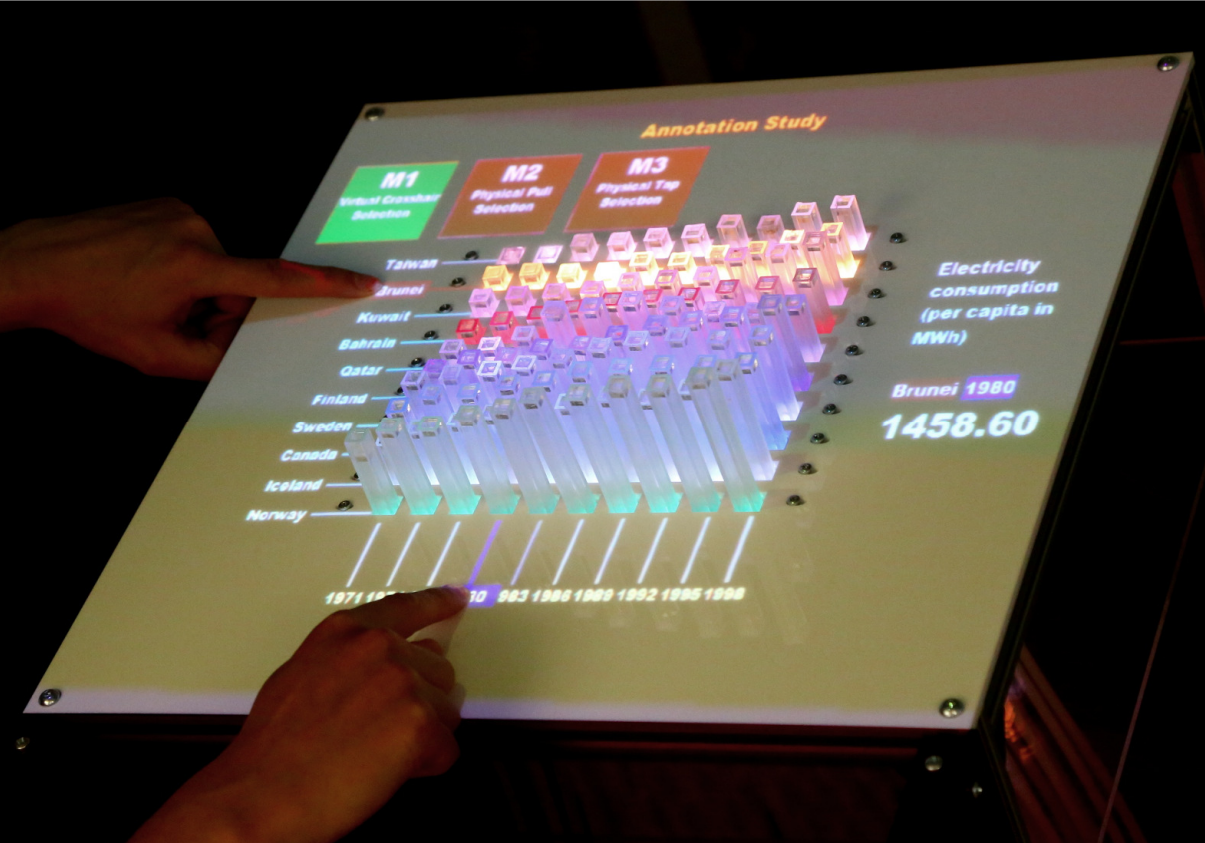 Annotation Study
M1
Virtual Crosshair
Selection
M2
Physical Pull
Selection
M3
Physical Tap
Selection
Taiwan
Brunei
Kuwait
Bahrain
Qatar
Finland
Sweden
Canada
Iceland
Norway
Electricity
consumption
(per capita in
MWh)
Brunei 1980
1458.60
1971 1986 1989 1992 1995 1998